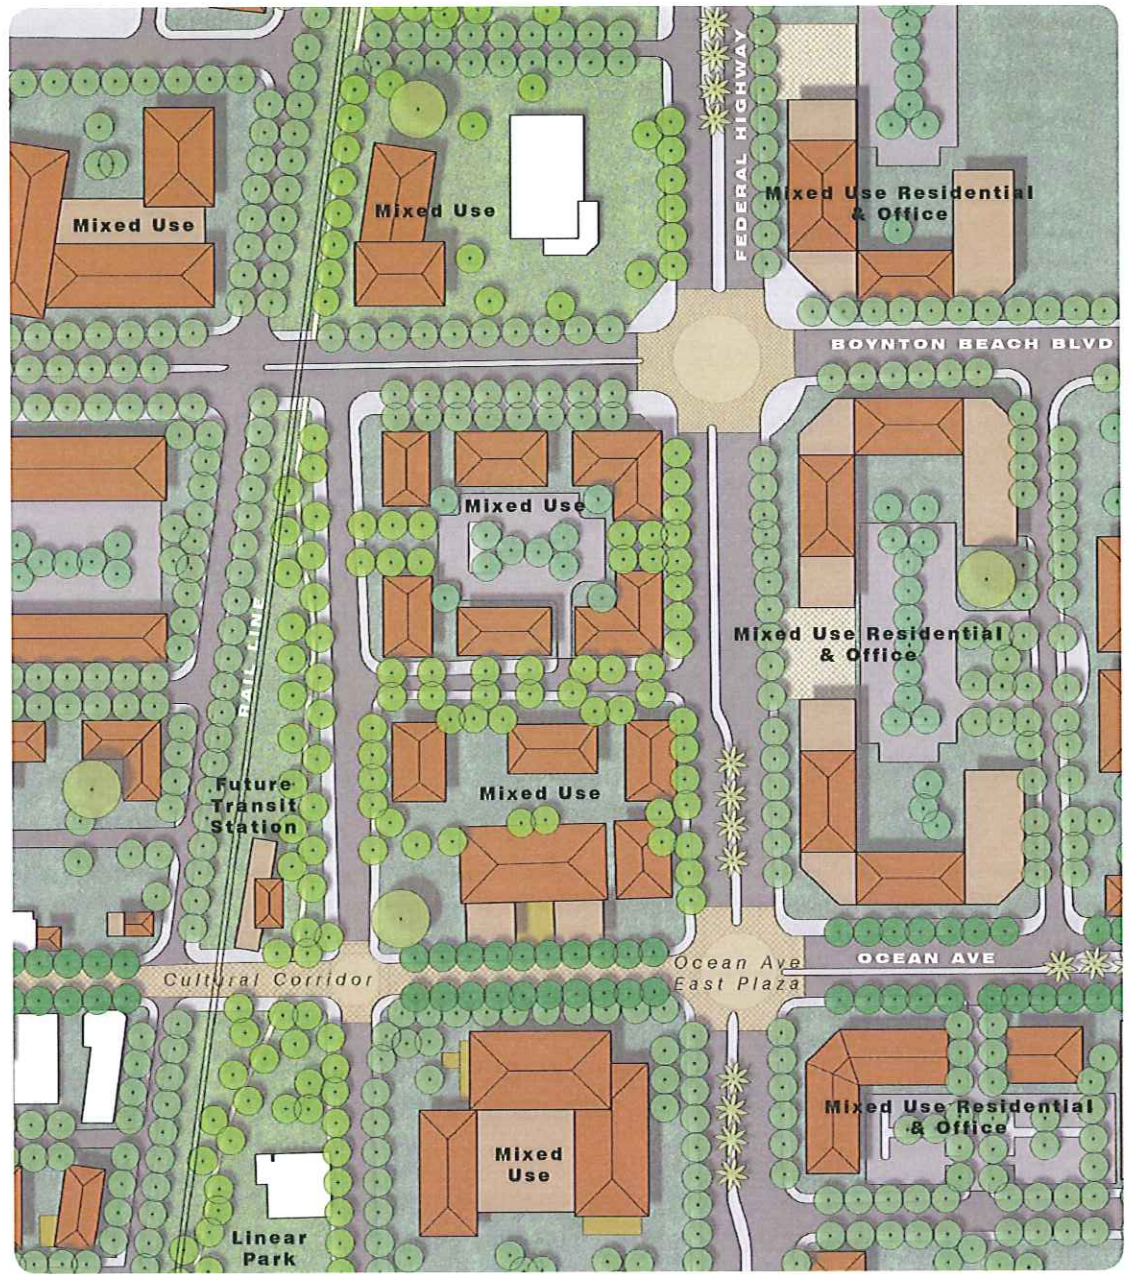 FEDERAL HIGHWAY
Mixed Use Residential
& Office
Mixed Use
Mixed Use
BOYNTON BEACH BLVD
Mixed Use
RAIL LINE
Mixed Use Residential
& Office
Future
Transit
Station
Mixed Use
Cultural Corridor
Ocean Ave
East Plaza
OCEAN AVE
Mixed Use Residential
& Office
Mixed
Use
Linear
Park